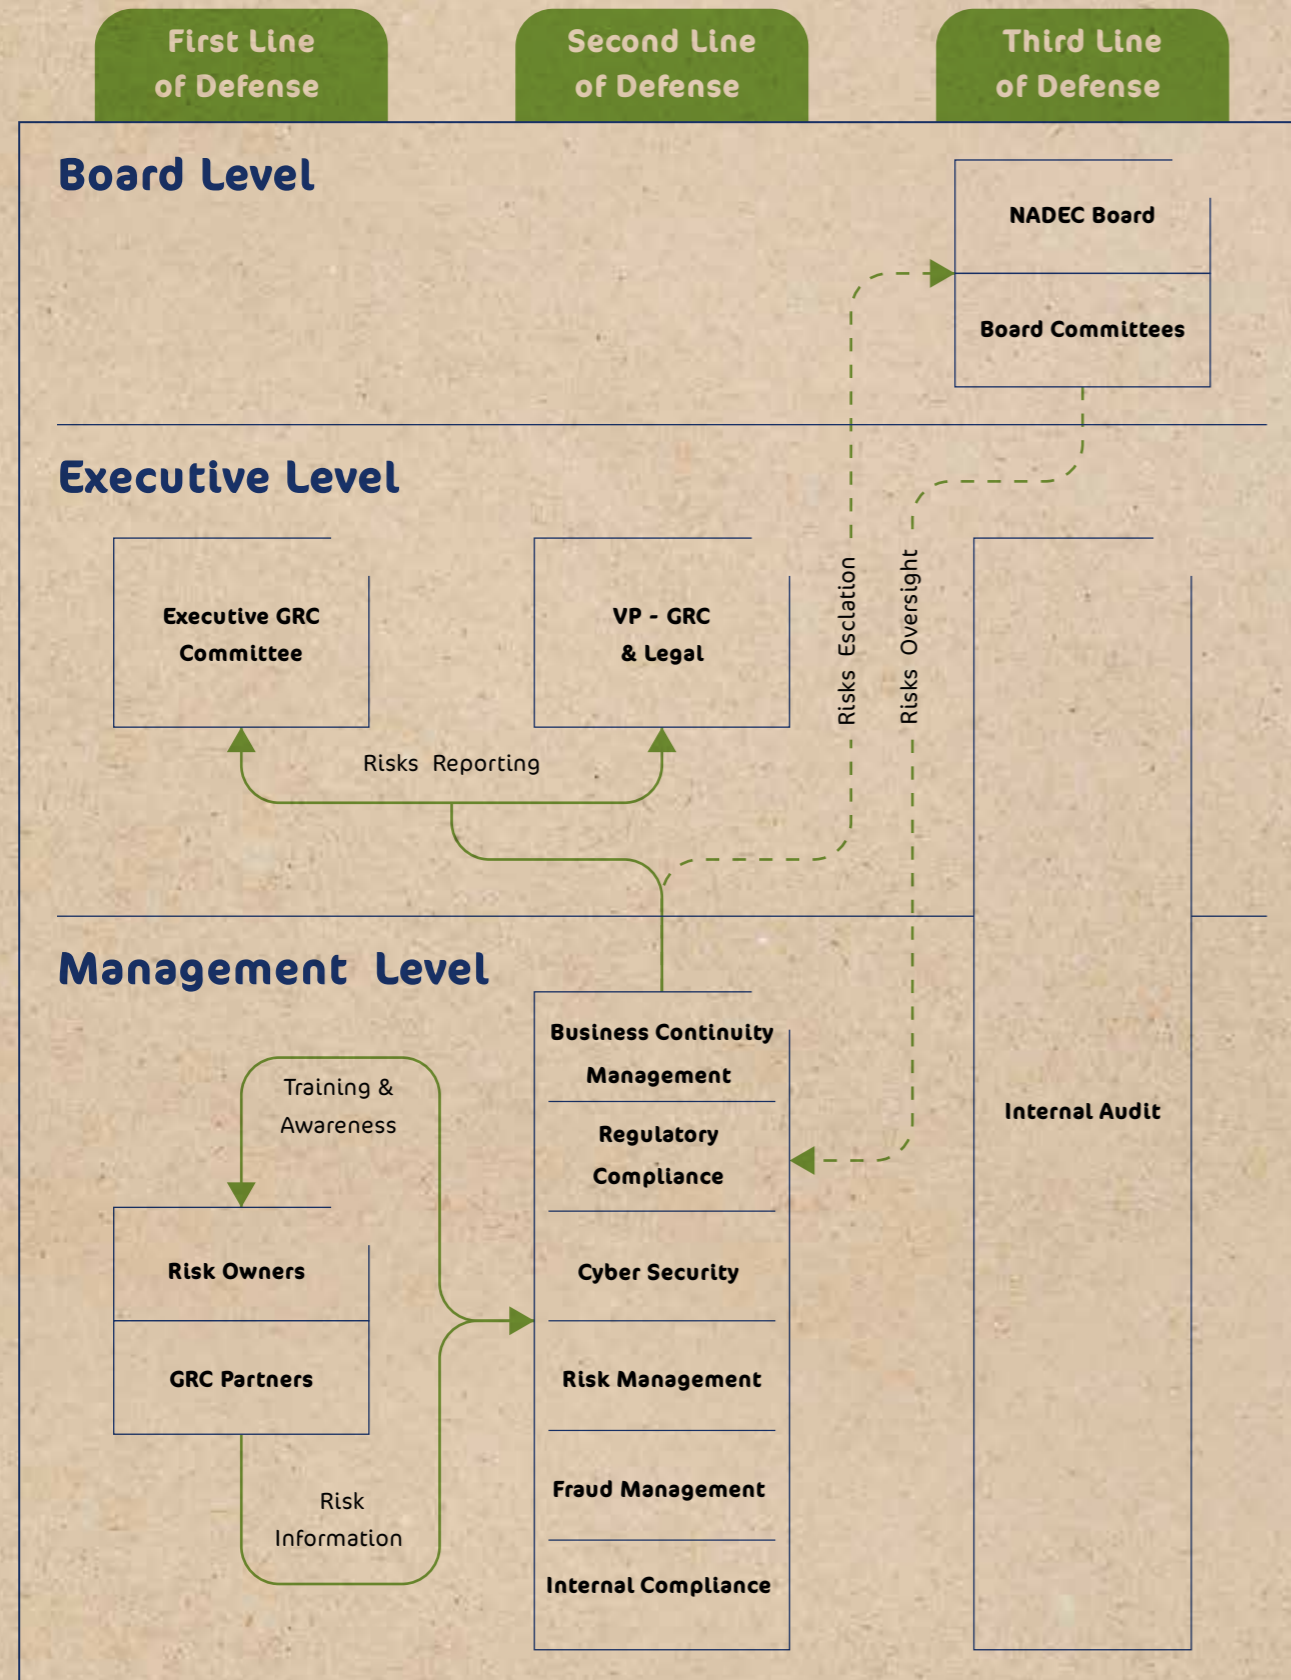 First Line
of Defense
Second Line
of Defense
Third Line
of Defense
Board Level
NADEC Board
Board Committees
Executive Level
Executive GRC
Committee
VP - GRC
& Legal
Risks Esclation
Risks Oversight
Risks Reporting
Management Level
Training &
Awareness
Risk Owners
GRC Partners
Risk
Information
Business Continuity
Management
Regulatory
Compliance
Cyber Security
Risk Management
Fraud Management
Internal Compliance
Internal Audit